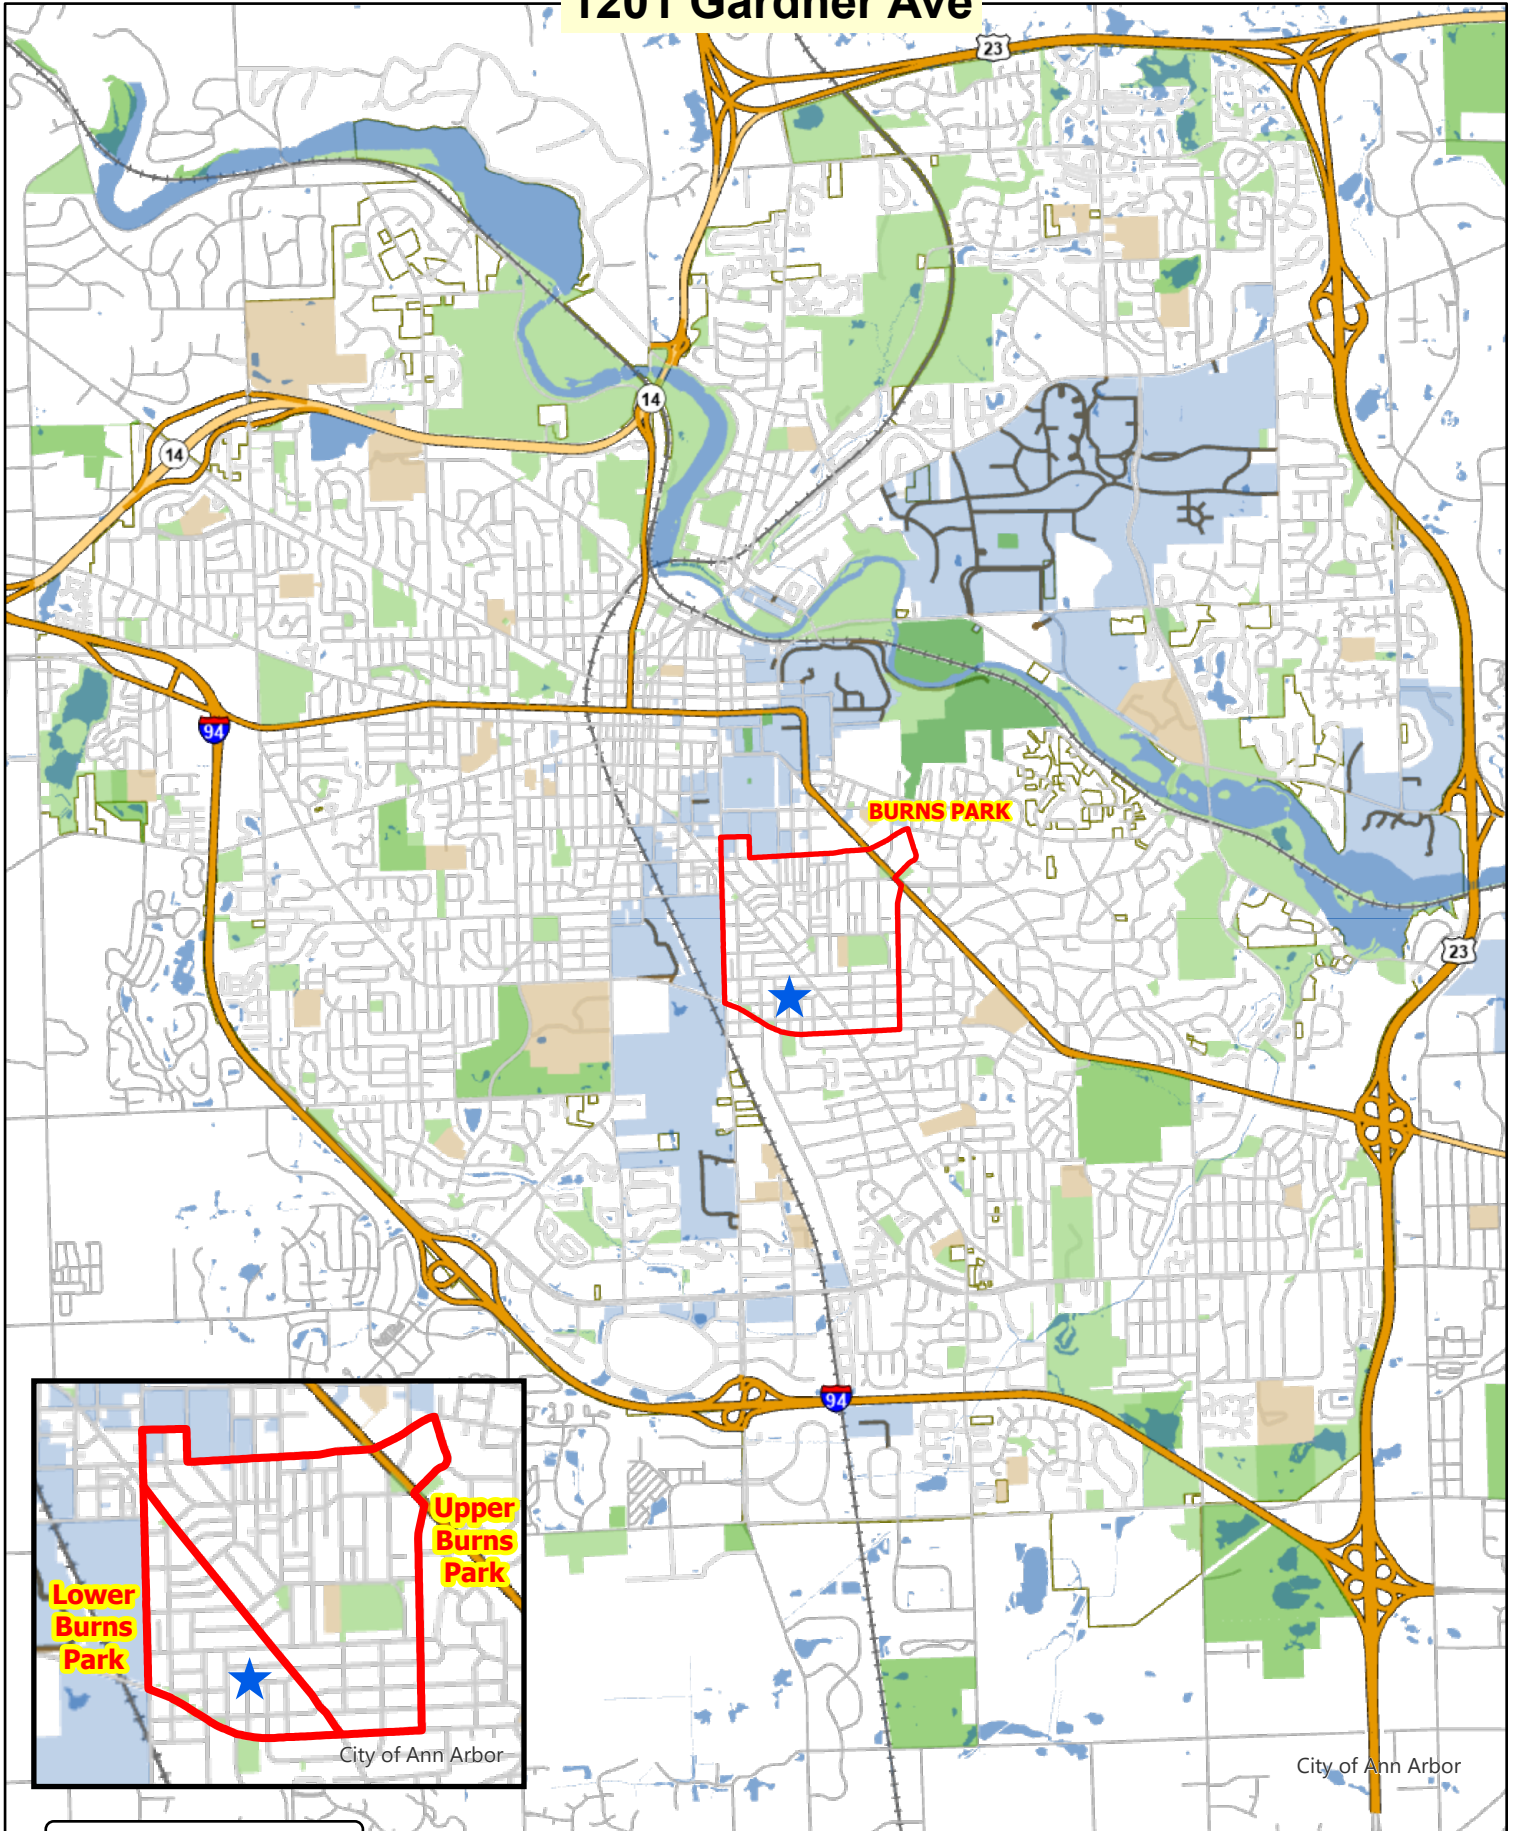 1201 Gardner Ave
23
14
14
94
BURNS PARK
23
94
Upper
Burns
Park
Lower
Burns
Park
City of Ann Arbor
City of Ann Arbor